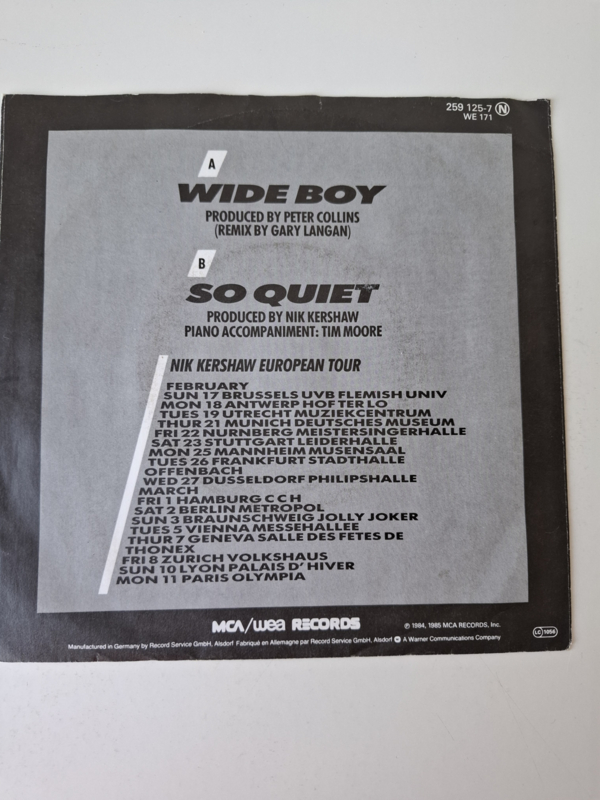 259 125-7 N
WE 171
A
WIDE BOY
PRODUCED BY PETER COLLINS
(REMIX BY GARY LANGAN)
B
SO QUIET
PRODUCED BY NIK KERSHAW
PIANO ACCOMPANIMENT: TIM MOORE
NIK KERSHAW EUROPEAN TOUR
FEBRUARY
SUN 17 BRUSSELS UVB FLEMISH UNIV
MON 18 ANTWERP HOF TER LO
TUES 19 UTRECHT MUZIEKCENTRUM
THUR 21 MUNICH DEUTSCHES MUSEUM
FRI 22 NURNBERG MEISTERSINGERHALLE
SAT 23 STUTTGART LEIDERHALLE
MON 25 MANNHEIM MUSENSAAL
TUES 26 FRANKFURT STADTHALLE
OFFENBACH
WED 27 DUSSELDORF PHILIPSHALLE
MARCH
FRI 1 HAMBURG C C H
SAT 2 BERLIN METROPOL
SUN 3 BRAUNSCHWEIG JOLLY JOKER
TUES 5 VIENNA MESSEHALLEE
THUR 7 GENEVA SALLE DES FETES DE
THONEX
FRI 8 ZURICH VOLKSHAUS
SUN 10 LYON PALAIS D' HIVER
MON 11 PARIS OLYMPIA
MCA/wea RECORDS
℗ 1984, 1985 MCA RECORDS, Inc.
Manufactured in Germany by Record Service GmbH, Alsdorf Fabriqué en Allemagne par Record Service GmbH, Alsdorf A Warner Communications Company
LC 1056